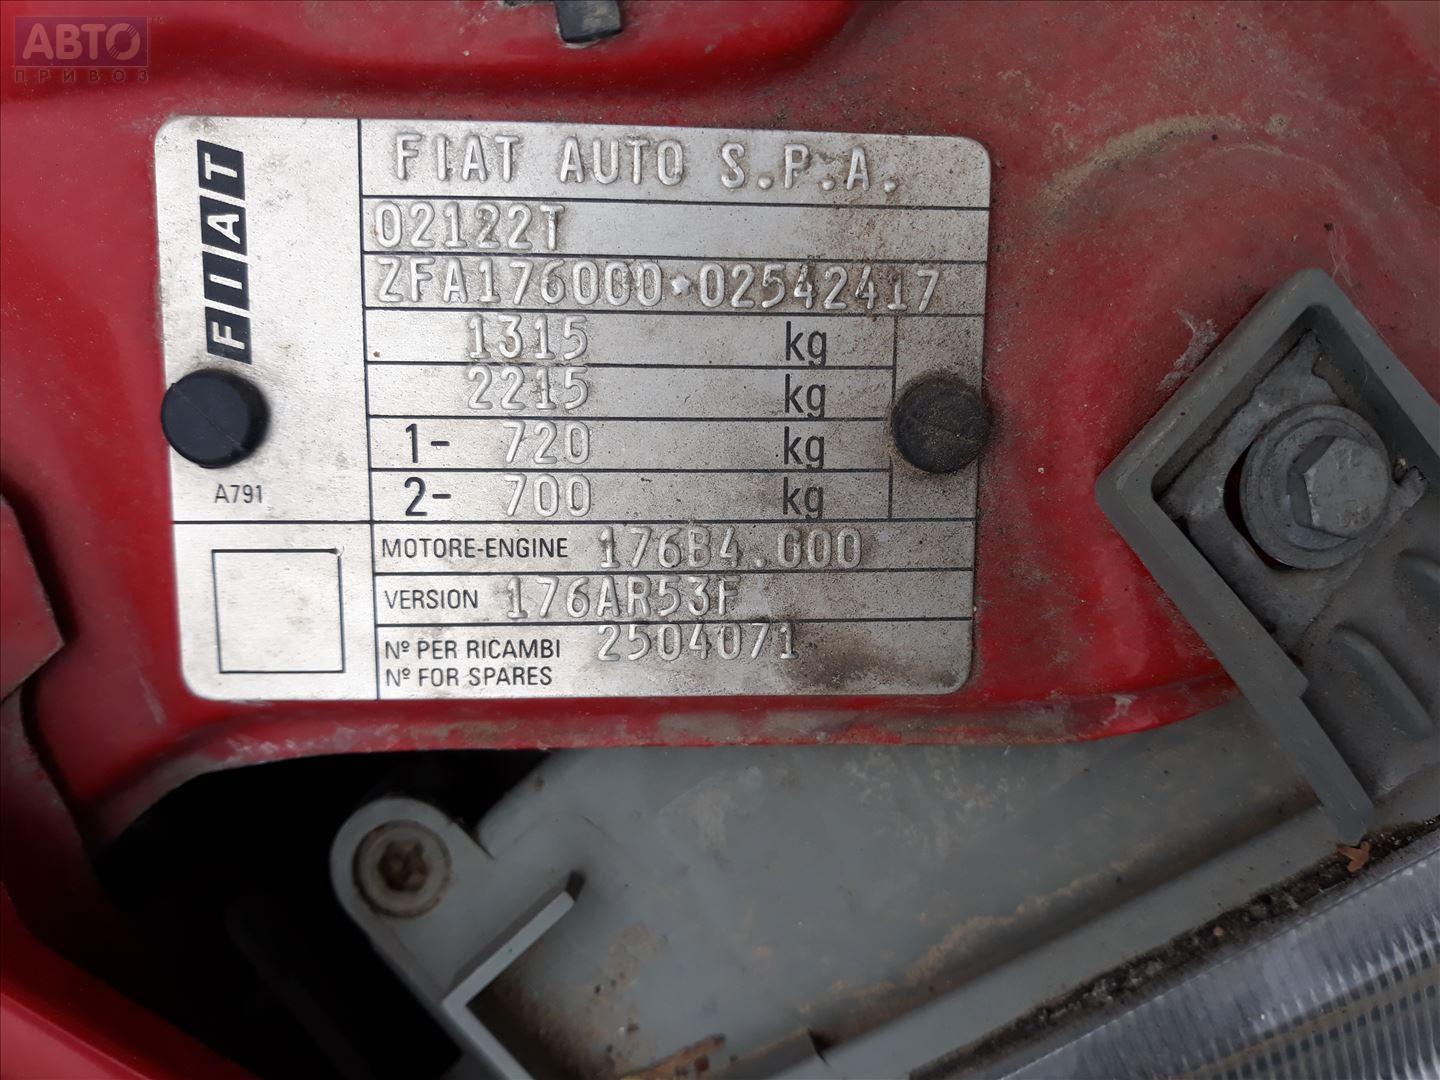 АВТО
ПРИВОЗ
FIAT
FIAT AUTO S.P.A.
02122T
ZFA176000*02542417
1315 kg
2215 kg
1- 720 kg
2- 700 kg
A791
MOTORE-ENGINE 176B4.000
VERSION 176AR53F
Nº PER RICAMBI 2504071
Nº FOR SPARES